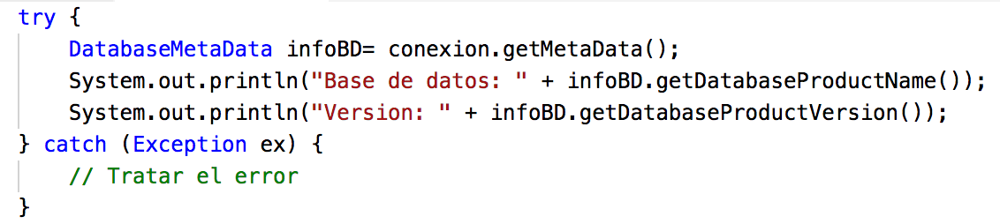 try {
    DatabaseMetaData infoBD= conexion.getMetaData();
    System.out.println("Base de datos: " + infoBD.getDatabaseProductName());
    System.out.println("Version: " + infoBD.getDatabaseProductVersion());
} catch (Exception ex) {
    // Tratar el error
}